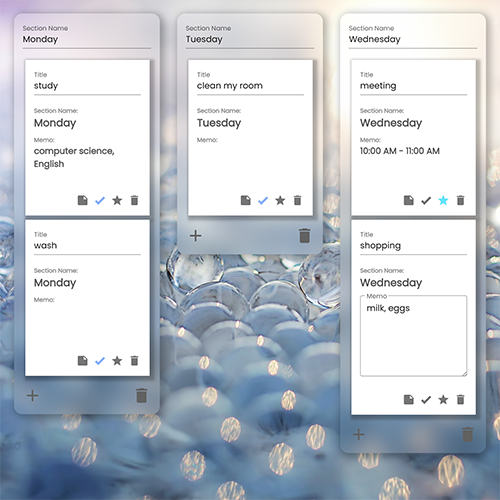 Section Name
Monday
Title
study
Section Name:
Monday
Memo:
computer science,
English
Title
wash
Section Name:
Monday
Memo:
Section Name
Tuesday
Title
clean my room
Section Name:
Tuesday
Memo:
Section Name
Wednesday
Title
meeting
Section Name:
Wednesday
Memo:
10:00 AM - 11:00 AM
Title
shopping
Section Name:
Wednesday
Memo
milk, eggs